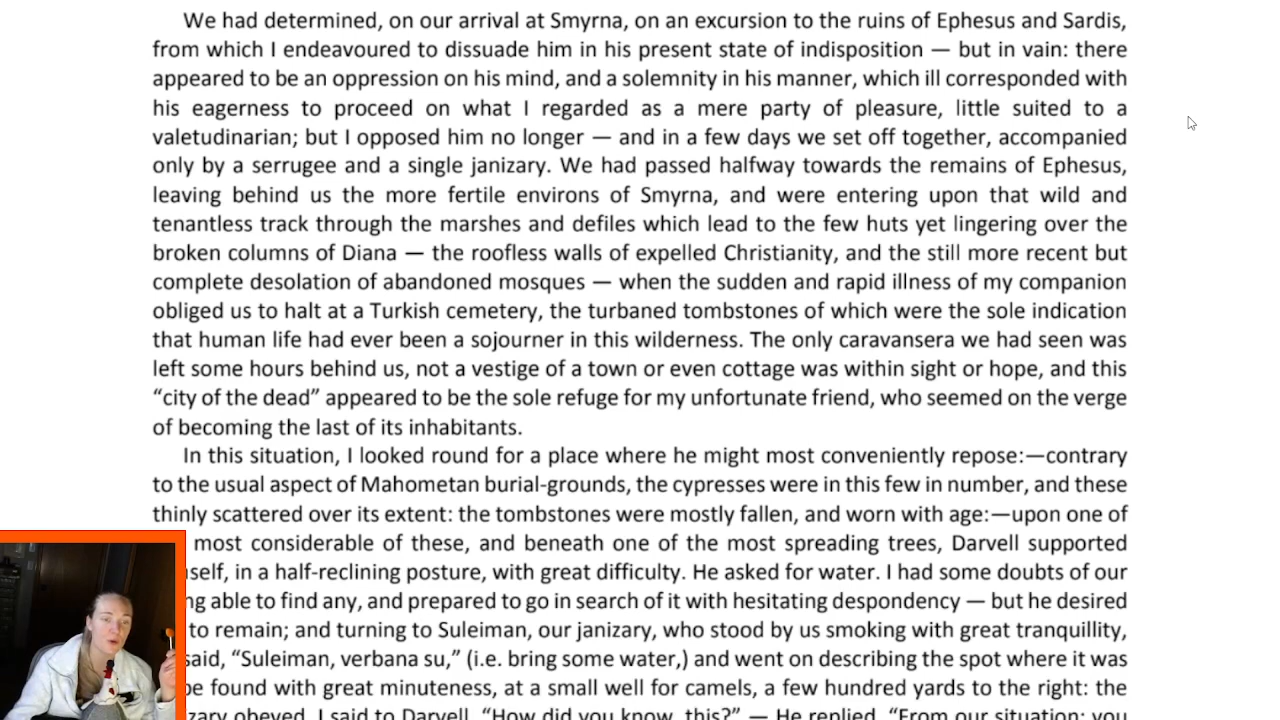 We had determined, on our arrival at Smyrna, on an excursion to the ruins of Ephesus and Sardis,
from which I endeavoured to dissuade him in his present state of indisposition — but in vain: there
appeared to be an oppression on his mind, and a solemnity in his manner, which ill corresponded with
his eagerness to proceed on what I regarded as a mere party of pleasure, little suited to a
valetudinarian; but I opposed him no longer — and in a few days we set off together, accompanied
only by a serrugee and a single janizary. We had passed halfway towards the remains of Ephesus,
leaving behind us the more fertile environs of Smyrna, and were entering upon that wild and
tenantless track through the marshes and defiles which lead to the few huts yet lingering over the
broken columns of Diana — the roofless walls of expelled Christianity, and the still more recent but
complete desolation of abandoned mosques — when the sudden and rapid illness of my companion
obliged us to halt at a Turkish cemetery, the turbaned tombstones of which were the sole indication
that human life had ever been a sojourner in this wilderness. The only caravansera we had seen was
left some hours behind us, not a vestige of a town or even cottage was within sight or hope, and this
“city of the dead” appeared to be the sole refuge for my unfortunate friend, who seemed on the verge
of becoming the last of its inhabitants.
In this situation, I looked round for a place where he might most conveniently repose:—contrary
to the usual aspect of Mahometan burial-grounds, the cypresses were in this few in number, and these
thinly scattered over its extent: the tombstones were mostly fallen, and worn with age:—upon one of
most considerable of these, and beneath one of the most spreading trees, Darvell supported
self, in a half-reclining posture, with great difficulty. He asked for water. I had some doubts of our
ng able to find any, and prepared to go in search of it with hesitating despondency — but he desired
to remain; and turning to Suleiman, our janizary, who stood by us smoking with great tranquillity,
said, “Suleiman, verbana su,” (i.e. bring some water,) and went on describing the spot where it was
be found with great minuteness, at a small well for camels, a few hundred yards to the right: the
zary obeyed. I said to Darvell, “How did you know this?” — He replied, “From our situation; you